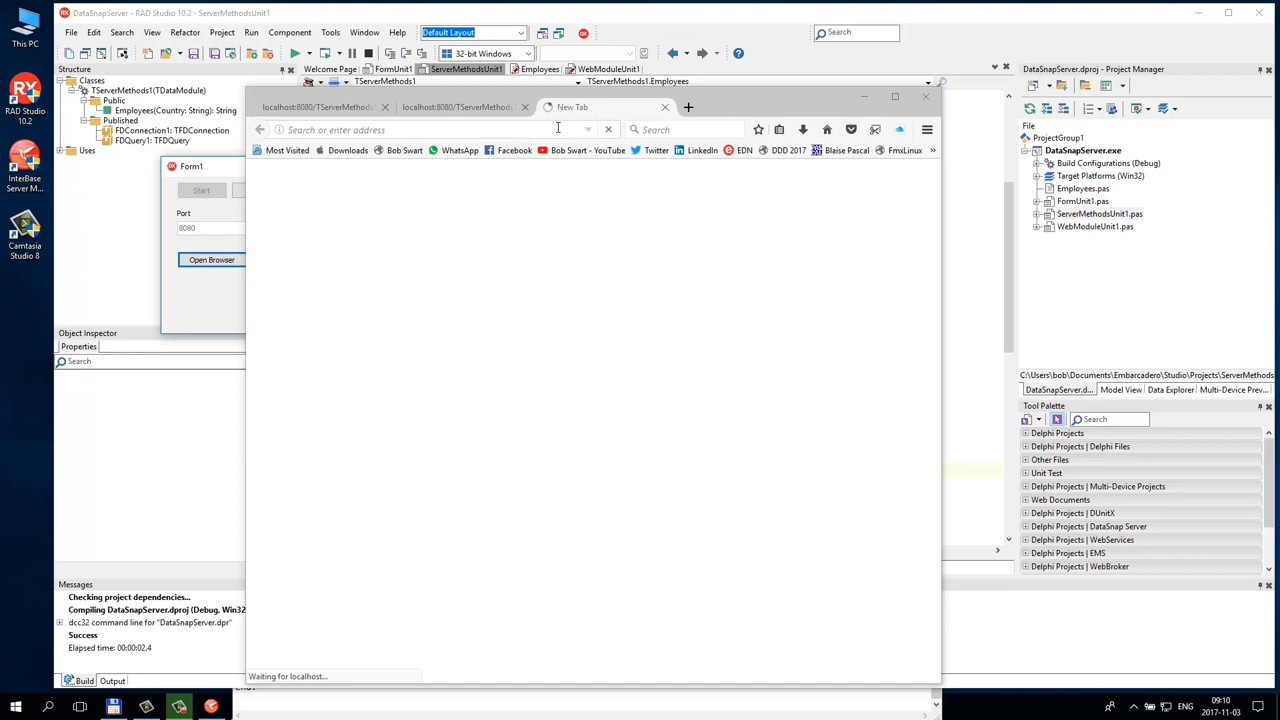 This PC
RAD Studio
InterBase
Server M...
Camtasia
Studio 8
DataSnapServer - RAD Studio 10.2 - ServerMethodsUnit1
File Edit Search View Refactor Project Run Component Tools Window Help
Default Layout
Search
32-bit Windows
Structure
Welcome Page FormUnit1 ServerMethodsUnit1 Employees WebModuleUnit1
TServerMethods1
TServerMethods1.Employees
Classes
TServerMethods1(TDataModule)
Public
Employees(Country: String): String
Published
FDConnection1: TFDConnection
FDQuery1: TFDQuery
Uses
localhost:8080/TServerMethods
localhost:8080/TServerMethods
New Tab
Search or enter address
Search
Most Visited Downloads Bob Swart WhatsApp Facebook Bob Swart - YouTube Twitter LinkedIn EDN DDD 2017 Blaise Pascal FmxLinux »
Form1
Start
Port
8080
Open Browser
Object Inspector
Properties
Search
Waiting for localhost...
DataSnapServer.dproj - Project Manager
File
ProjectGroup1
DataSnapServer.exe
Build Configurations (Debug)
Target Platforms (Win32)
Employees.pas
FormUnit1.pas
ServerMethodsUnit1.pas
WebModuleUnit1.pas
C:\Users\bob\Documents\Embarcadero\Studio\Projects\ServerMethods
DataSnapServer.d... Model View Data Explorer Multi-Device Prev...
Tool Palette
Search
Delphi Projects
Delphi Projects | Delphi Files
Other Files
Unit Test
Delphi Projects | Multi-Device Projects
Web Documents
Delphi Projects | DUnitX
Delphi Projects | DataSnap Server
Delphi Projects | WebServices
Delphi Projects | EMS
Delphi Projects | WebBroker
Messages
Checking project dependencies...
Compiling DataSnapServer.dproj (Debug, Win32
dcc32 command line for "DataSnapServer.dpr"
Success
Elapsed time: 00:00:02.4
Build Output
ENG
09:10
2017-11-03